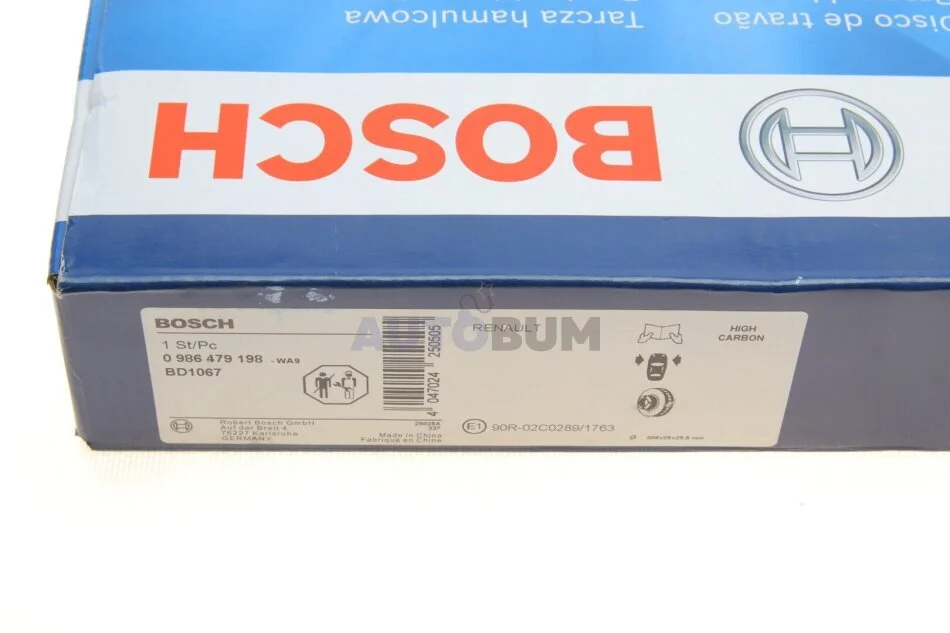 Tarcza hamulcowa
Disco de travão
BOSCH
AUTOBUM
BOSCH
1 St/Pc
0 986 479 198 -WA9
BD1067
Robert Bosch GmbH
Auf der Breit 4
76227 Karlsruhe
GERMANY
Made in China
Fabriqué en Chine
4 047024 250505
RENAULT
E1 90R-02C0289/1763
HIGH
CARBON